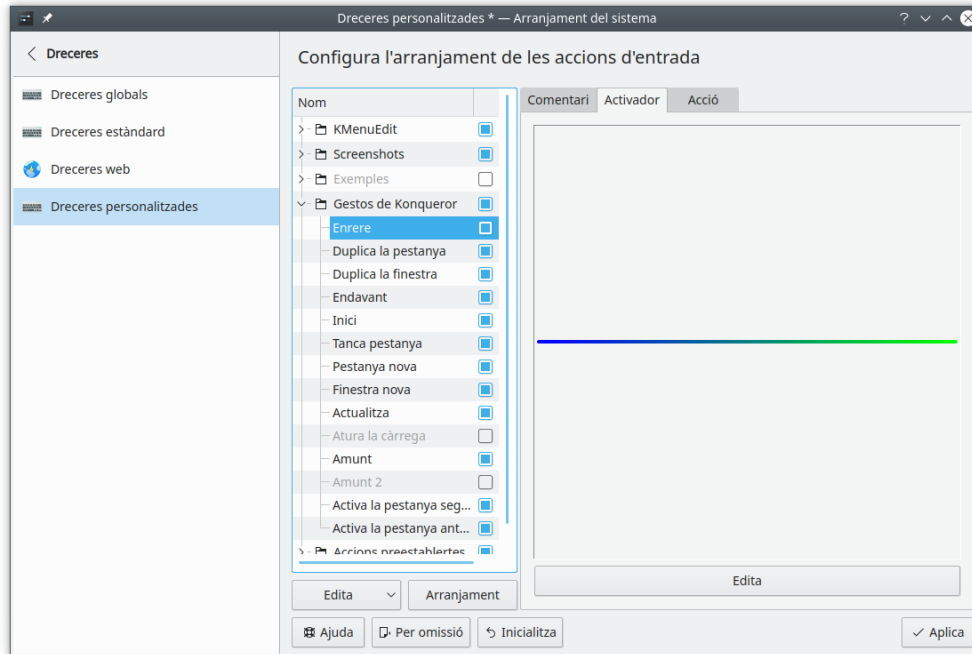 Dreceres personalitzades * — Arranjament del sistema
Dreceres
Dreceres globals
Dreceres estàndard
Dreceres web
Dreceres personalitzades
Configura l'arranjament de les accions d'entrada
Nom
KMenuEdit
Screenshots
Exemples
Gestos de Konqueror
Enrere
Duplica la pestanya
Duplica la finestra
Endavant
Inici
Tanca pestanya
Pestanya nova
Finestra nova
Actualitza
Atura la càrrega
Amunt
Amunt 2
Activa la pestanya seg...
Activa la pestanya ant...
Accions preestablertes
Edita
Arranjament
Comentari
Activador
Acció
Edita
Ajuda
Per omissió
Inicialitza
Aplica